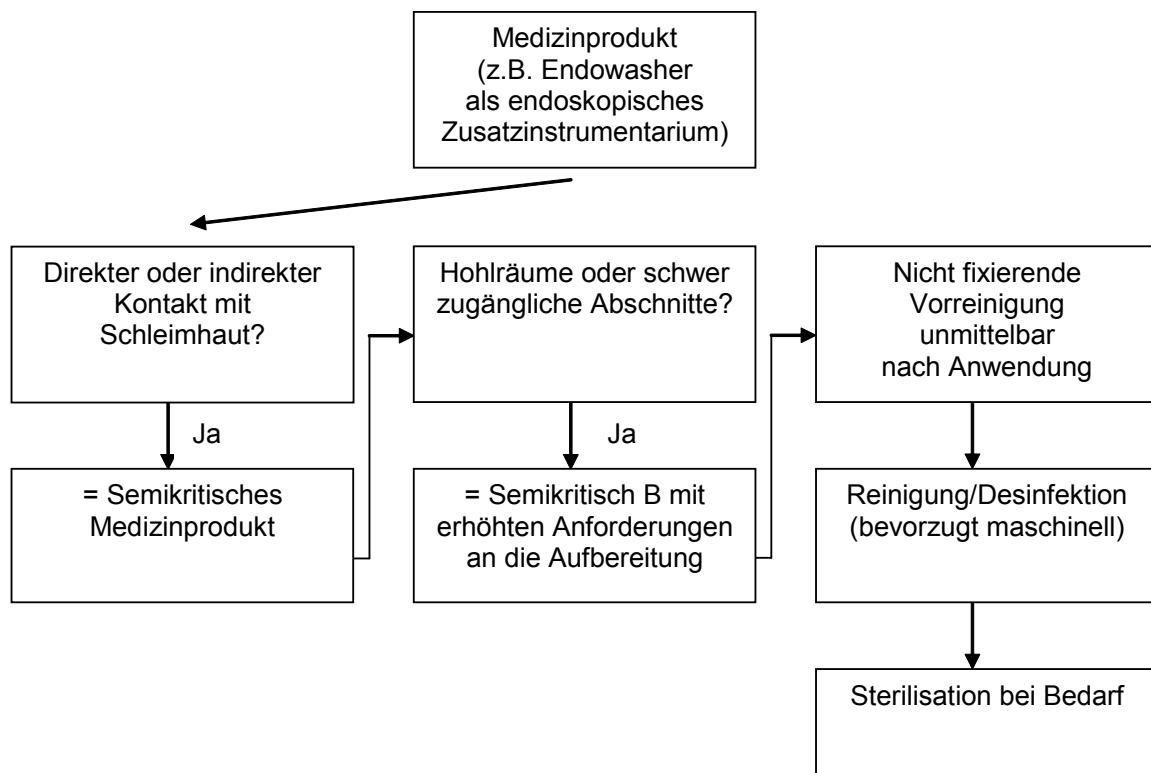 Medizinprodukt
(z.B. Endowasher
als endoskopisches
Zusatzinstrumentarium)
Direkter oder indirekter
Kontakt mit
Schleimhaut?
Ja
= Semikritisches
Medizinprodukt
Hohlräume oder schwer
zugängliche Abschnitte?
Ja
= Semikritisch B mit
erhöhten Anforderungen
an die Aufbereitung
Nicht fixierende
Vorreinigung
unmittelbar
nach Anwendung
Reinigung/Desinfektion
(bevorzugt maschinell)
Sterilisation bei Bedarf